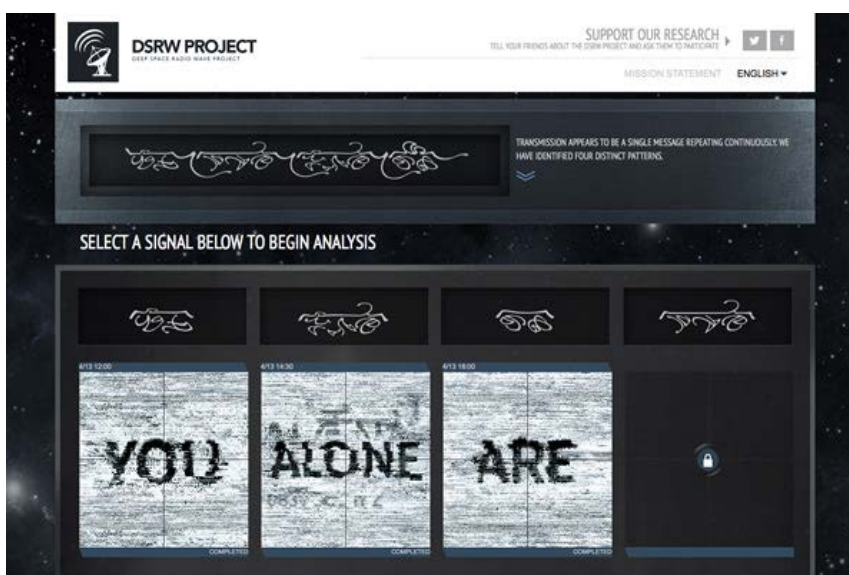 DSRW PROJECT
DEEP SPACE RADIO WAVE PROJECT
SUPPORT OUR RESEARCH
TELL YOUR FRIENDS ABOUT THE DSRW PROJECT AND ASK THEM TO PARTICIPATE
MISSION STATEMENT ENGLISH
TRANSMISSION APPEARS TO BE A SINGLE MESSAGE REPEATING CONTINUOUSLY. WE
HAVE IDENTIFIED FOUR DISTINCT PATTERNS.
SELECT A SIGNAL BELOW TO BEGIN ANALYSIS
4/13 12:00 4/13 14:30 4/13 16:00
YOU ALONE ARE
COMPLETED COMPLETED COMPLETED